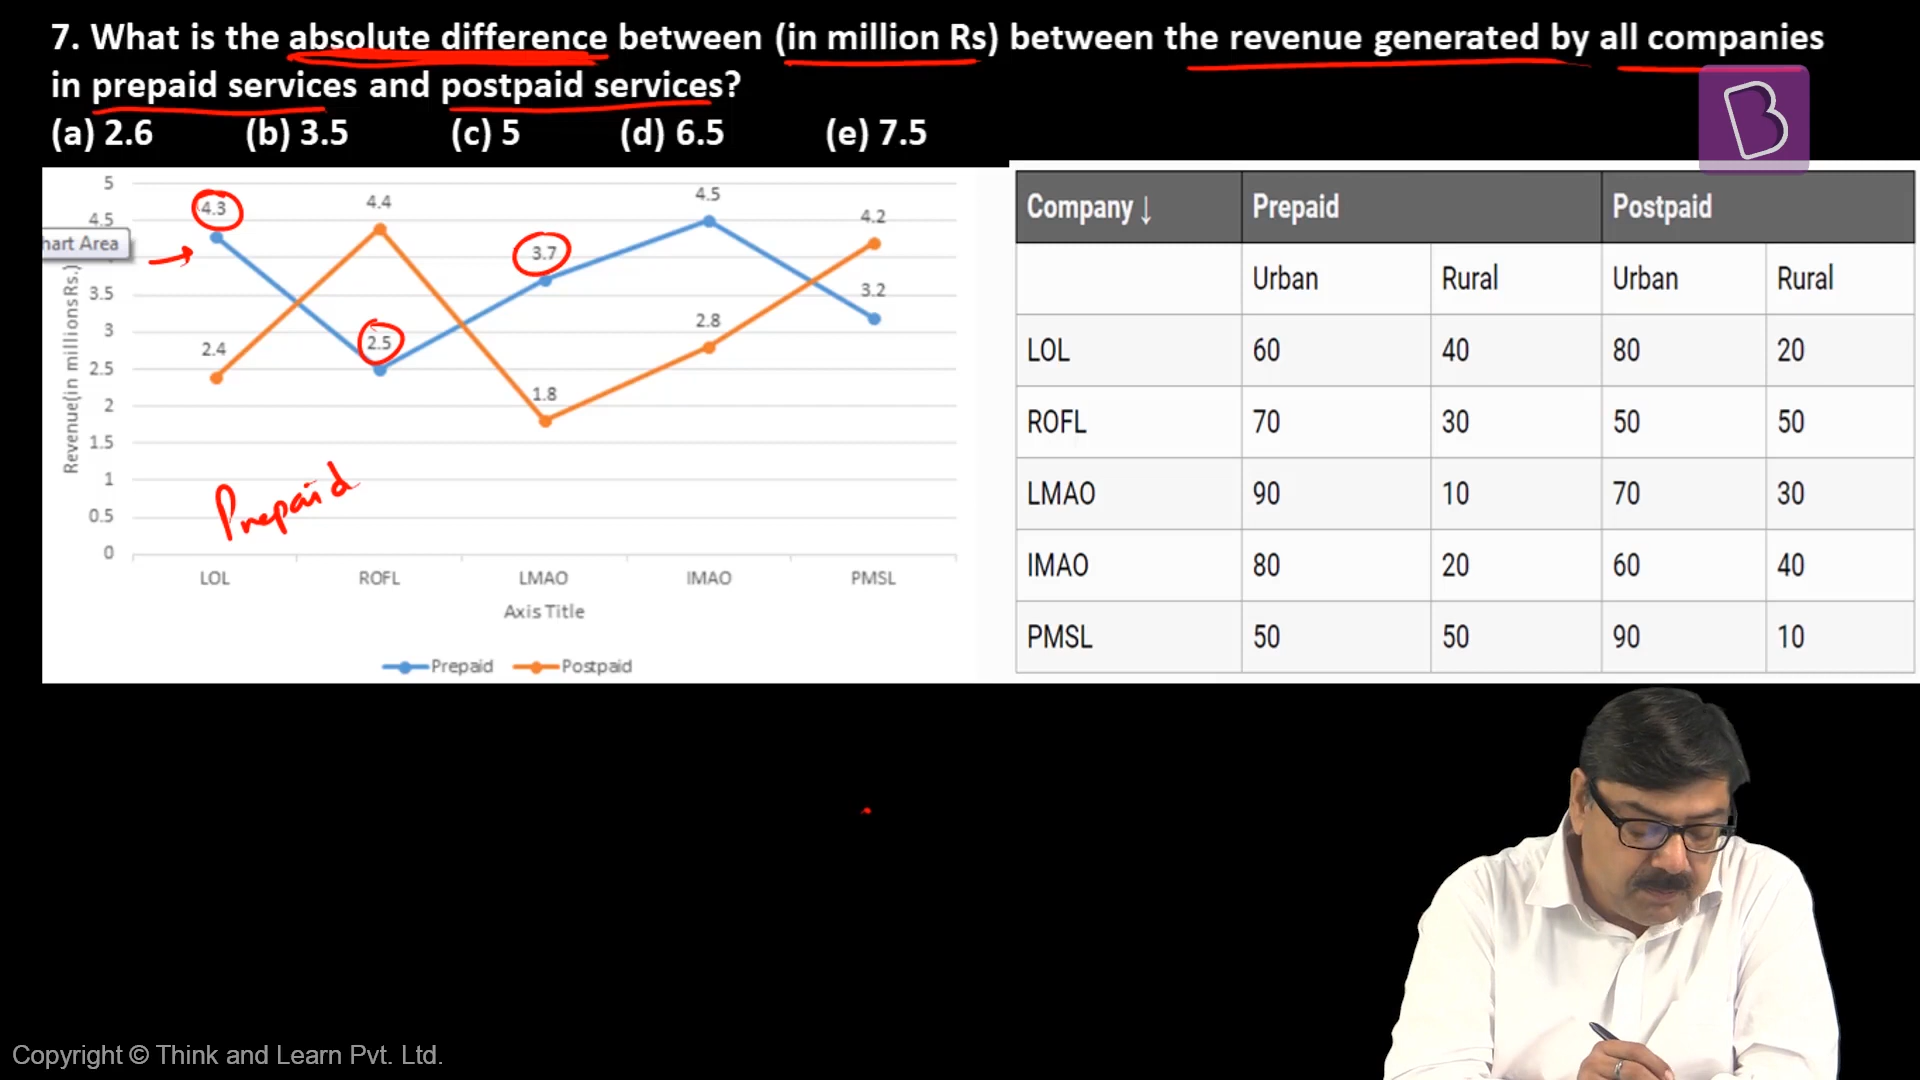 7. What is the absolute difference between (in million Rs) between the revenue generated by all companies
in prepaid services and postpaid services?
(a) 2.6 (b) 3.5 (c) 5 (d) 6.5 (e) 7.5
B
5
4.5
3.5
3
2.5
2
1.5
1
0.5
0
hart Area
Revenue(in millionsRs.)
4.3 4.4 3.7 4.5 4.2
2.4 2.5 1.8 2.8 3.2
Prepaid
LOL ROFL LMAO IMAO PMSL
Axis Title
Prepaid Postpaid
Company ↓ Prepaid Postpaid
Urban Rural Urban Rural
LOL 60 40 80 20
ROFL 70 30 50 50
LMAO 90 10 70 30
IMAO 80 20 60 40
PMSL 50 50 90 10
Copyright © Think and Learn Pvt. Ltd.